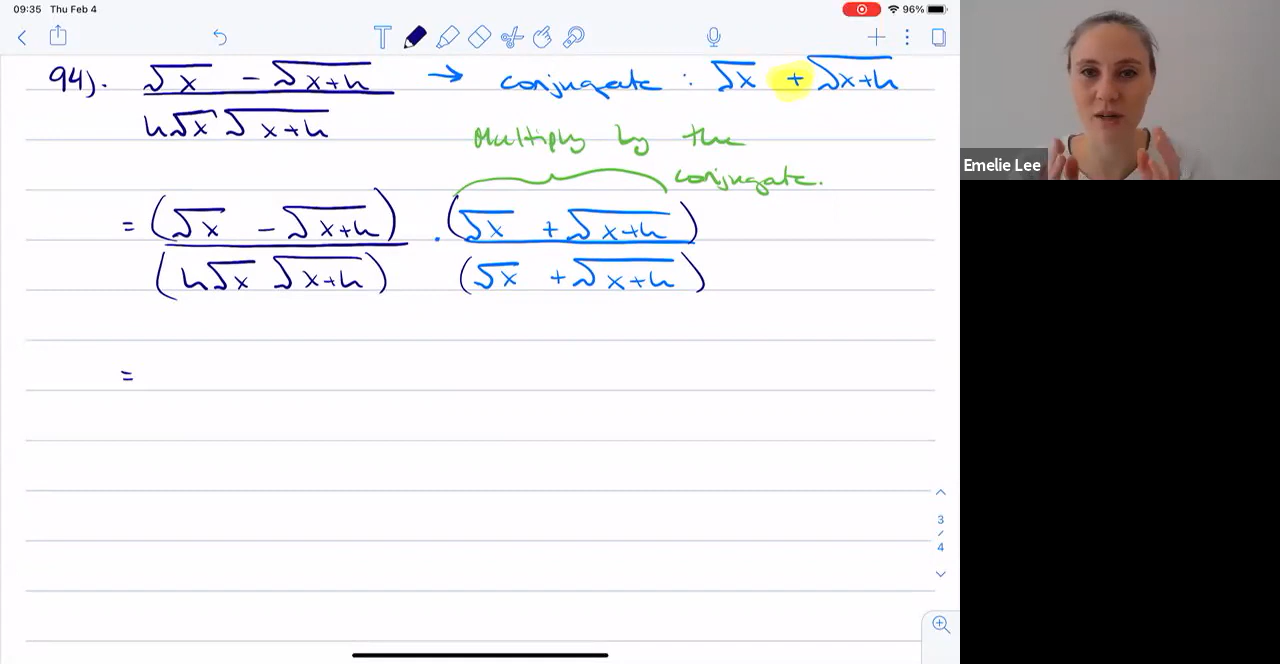 09:35 Thu Feb 4
96%
94). √x - √x+h → conjugate : √x + √x+h
h√x √x+h
Multiply by the
conjugate.
= (√x - √x+h) . (√x + √x+h)
(h√x √x+h) (√x + √x+h)
=
Emelie Lee
T
3
/
4